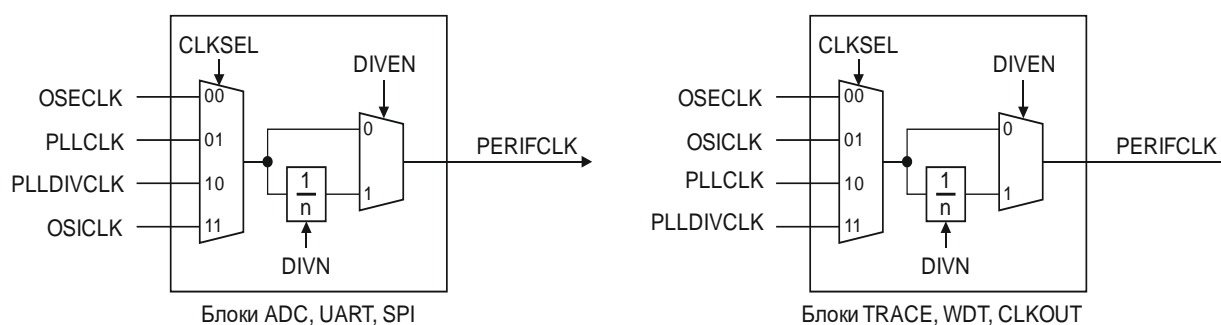 CLKSEL
DIVEN
OSECLK
00
PLLCLK
01
0
PERIFCLK
PLLDIVCLK
10
1
n
1
OSICLK
11
DIVN
Блоки ADC, UART, SPI
CLKSEL
DIVEN
OSECLK
00
OSICLK
01
0
PERIFCLK
PLLCLK
10
1
n
1
PLLDIVCLK
11
DIVN
Блоки TRACE, WDT, CLKOUT